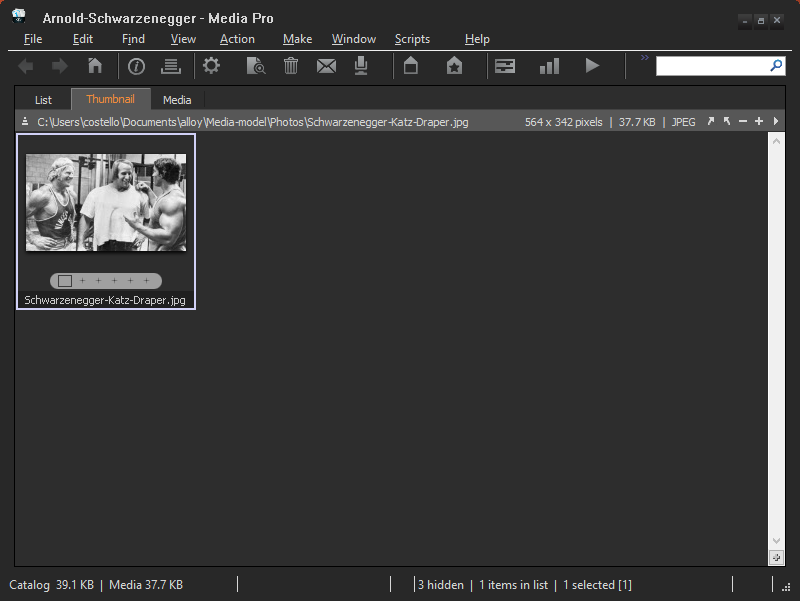 Arnold-Schwarzenegger - Media Pro
File Edit Find View Action Make Window Scripts Help
List Thumbnail Media
C:\Users\costello\Documents\alloy\Media-model\Photos\Schwarzenegger-Katz-Draper.jpg 564 x 342 pixels | 37.7 KB | JPEG
Schwarzenegger-Katz-Draper.jpg
Catalog 39.1 KB | Media 37.7 KB 3 hidden | 1 items in list | 1 selected [1]